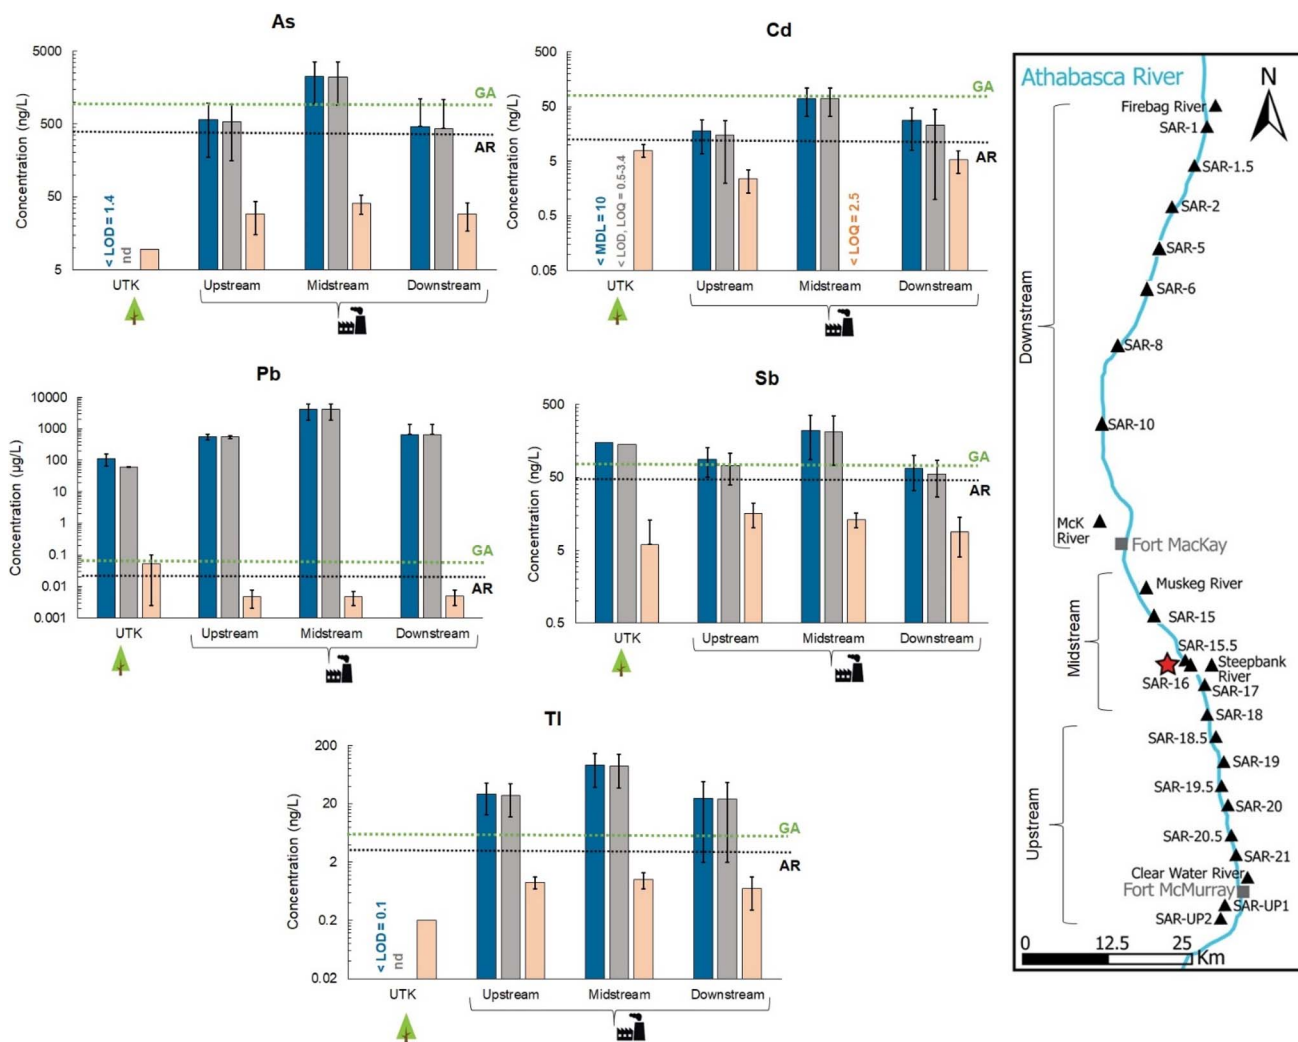 As
Concentration (ng/L)
5000
500
50
5
GA
AR
< LOD = 1.4
nd
UTK
Upstream
Midstream
Downstream
Cd
Concentration (ng/L)
500
50
5
0.5
0.05
GA
AR
< MDL = 10
< LOD, LOQ = 0.5-3.4
< LOQ = 2.5
UTK
Upstream
Midstream
Downstream
Pb
Concentration (µg/L)
10000
1000
100
10
1
0.1
0.01
0.001
GA
AR
UTK
Upstream
Midstream
Downstream
Sb
Concentration (ng/L)
500
50
5
0.5
GA
AR
UTK
Upstream
Midstream
Downstream
Tl
Concentration (ng/L)
200
20
2
0.2
0.02
GA
AR
< LOD = 0.1
nd
UTK
Upstream
Midstream
Downstream
Athabasca River
N
Firebag River
SAR-1
SAR-1.5
SAR-2
SAR-5
SAR-6
SAR-8
SAR-10
McK
River
Fort MacKay
Muskeg River
SAR-15
SAR-15.5
Steepbank
River
SAR-16
SAR-17
SAR-18
SAR-18.5
SAR-19
SAR-19.5
SAR-20
SAR-20.5
SAR-21
Clear Water River
Fort McMurray
SAR-UP1
SAR-UP2
Downstream
Midstream
Upstream
0 12.5 25
Km